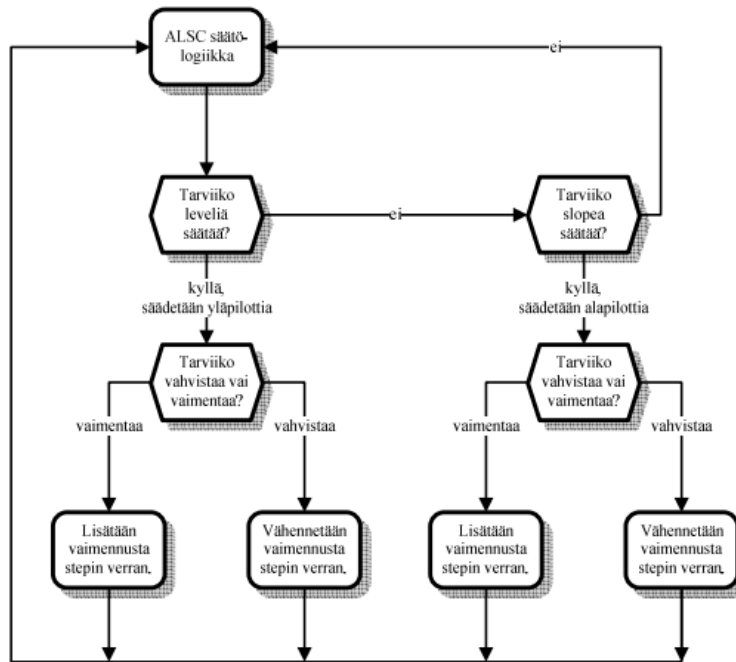 ALSC säätö-
logiikka
ei
Tarviiko
leveliä
säätää?
ei
Tarviiko
slopea
säätää?
kyllä,
säädetään yläpilottia
kyllä,
säädetään alapilottia
Tarviiko
vahvistaa vai
vaimentaa?
Tarviiko
vahvistaa vai
vaimentaa?
vaimentaa
vahvistaa
vaimentaa
vahvistaa
Lisätään
vaimennusta
stepin verran.
Vähennetään
vaimennusta
stepin verran.
Lisätään
vaimennusta
stepin verran.
Vähennetään
vaimennusta
stepin verran.